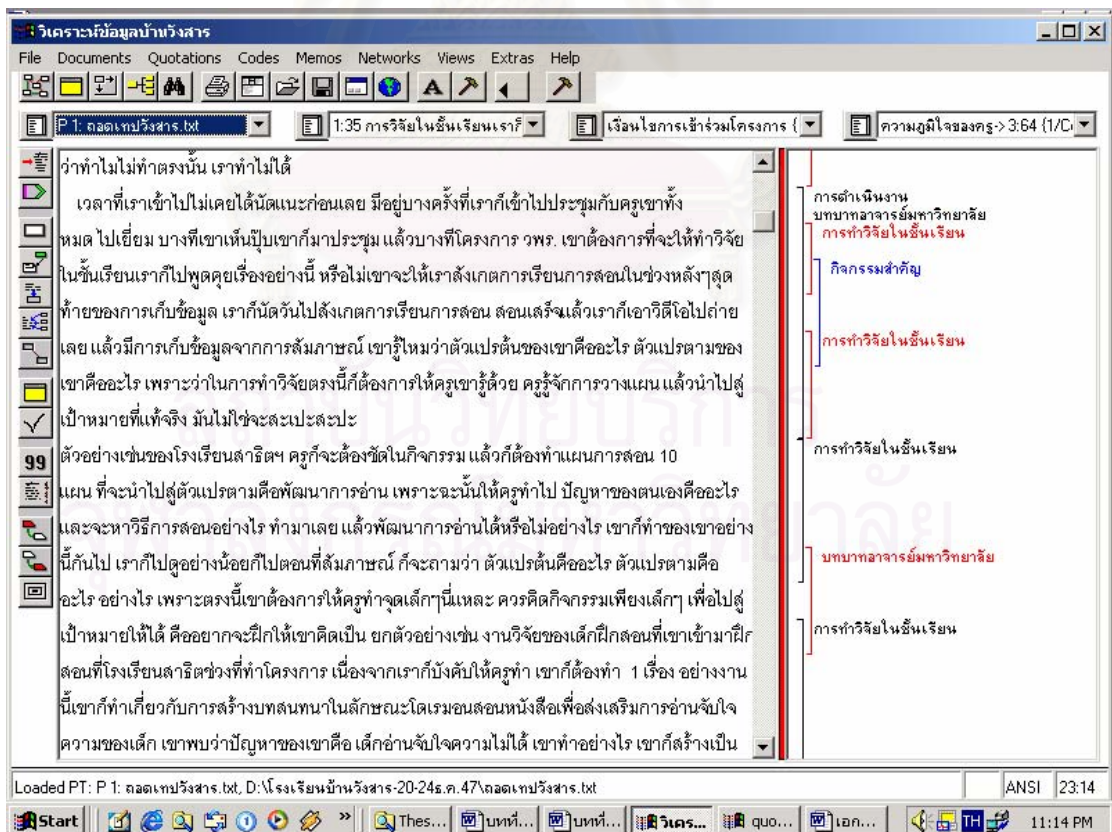 วิเคราะห์ข้อมูลบ้านวังสาร
File Documents Quotations Codes Memos Networks Views Extras Help
P 1: ถอดเทปวังสาร.txt 1:35 การวิจัยในชั้นเรียนเราก็ เงื่อนไขการเข้าร่วมโครงการ { ความภูมิใจของครู-> 3:64 {1/C
ว่าทำไมไม่ทำตรงนั้น เราทำไม่ได้
เวลาที่เราเข้าไปไม่เคยได้นัดแนะก่อนเลย มีอยู่บางครั้งที่เราก็เข้าไปประชุมกับครูเขาทั้ง
หมด ไปเยี่ยม บางทีเขาเห็นปุ๊บเขาก็มาประชุม แล้วบางทีโครงการ วพร. เขาต้องการที่จะให้ทำวิจัย
ในชั้นเรียนเราก็ไปพูดคุยเรื่องอย่างนี้ หรือไม่เขาจะให้เราสังเกตการเรียนการสอนในช่วงหลังๆสุด
ท้ายของการเก็บข้อมูล เราก็นัดวันไปสังเกตการเรียนการสอน สอนเสร็จแล้วเราก็เอาวิดีโอไปถ่าย
เลย แล้วมีการเก็บข้อมูลจากการสัมภาษณ์ เขารู้ไหมว่าตัวแปรต้นของเขาคืออะไร ตัวแปรตามของ
เขาคืออะไร เพราะว่าในการทำวิจัยตรงนี้ก็ต้องการให้ครูเขารู้ด้วย ครูรู้จักการวางแผน แล้วนำไปสู่
เป้าหมายที่แท้จริง มันไม่ใช่จะสะเปะสะปะ
ตัวอย่างเช่นของโรงเรียนสาธิตฯ ครูก็จะต้องชัดในกิจกรรม แล้วก็ต้องทำแผนการสอน 10
แผน ที่จะนำไปสู่ตัวแปรตามคือพัฒนาการอ่าน เพราะฉะนั้นให้ครูทำไป ปัญหาของตนเองคืออะไร
และจะหาวิธีการสอนอย่างไร ทำมาเลย แล้วพัฒนาการอ่านได้หรือไม่อย่างไร เขาก็ทำของเขาอย่าง
นี้กันไป เราก็ไปดูอย่างน้อยก็ไปตอนที่สัมภาษณ์ ก็จะถามว่า ตัวแปรต้นคืออะไร ตัวแปรตามคือ
อะไร อย่างไร เพราะตรงนี้เขาต้องการให้ครูทำจุดเล็กๆนี่แหละ ควรคิดกิจกรรมเพียงเล็กๆ เพื่อไปสู่
เป้าหมายให้ได้ คืออยากจะฝึกให้เขาคิดเป็น ยกตัวอย่างเช่น งานวิจัยของเด็กฝึกสอนที่เขาเข้ามาฝึก
สอนที่โรงเรียนสาธิตช่วงที่ทำโครงการ เนื่องจากเราก็บังคับให้ครูทำ เขาก็ต้องทำ 1 เรื่อง อย่างงาน
นี้เขาก็ทำเกี่ยวกับการสร้างบทสนทนาในลักษณะโดเรมอนสอนหนังสือเพื่อส่งเสริมการอ่านจับใจ
ความของเด็ก เขาพบว่าปัญหาของเขาคือ เด็กอ่านจับใจความไม่ได้ เขาทำอย่างไร เขาก็สร้างเป็น
การดำเนินงาน
บทบาทอาจารย์มหาวิทยาลัย
การทำวิจัยในชั้นเรียน
กิจกรรมสำคัญ
การทำวิจัยในชั้นเรียน
การทำวิจัยในชั้นเรียน
บทบาทอาจารย์มหาวิทยาลัย
การทำวิจัยในชั้นเรียน
สถาบันวิทยบริการ
จุฬาลงกรณ์มหาวิทยาลัย
Loaded PT: P 1: ถอดเทปวังสาร.txt, D:\โรงเรียนบ้านวังสาร-20-24ธ.ค.47\ถอดเทปวังสาร.txt ANSI 23:14
Start Thes... บทที่... บทที่... วิเคร... quo... เอก... TH 11:14 PM